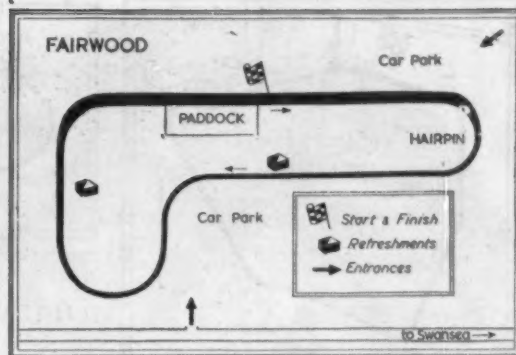 FAIRWOOD
Car Park
PADDOCK
HAIRPIN
Car Park
Start & Finish
Refreshments
Entrances
to Swansea